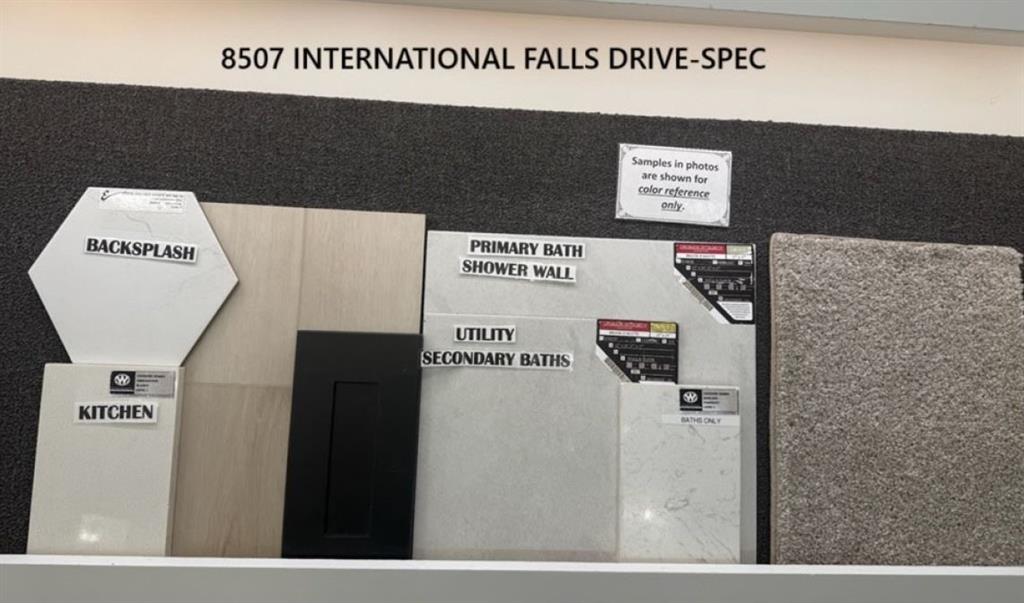 8507 INTERNATIONAL FALLS DRIVE-SPEC
Samples in photos
are shown for
color reference
only.
BACKSPLASH
PRIMARY BATH
SHOWER WALL
UTILITY
SECONDARY BATHS
KITCHEN
BATHS ONLY